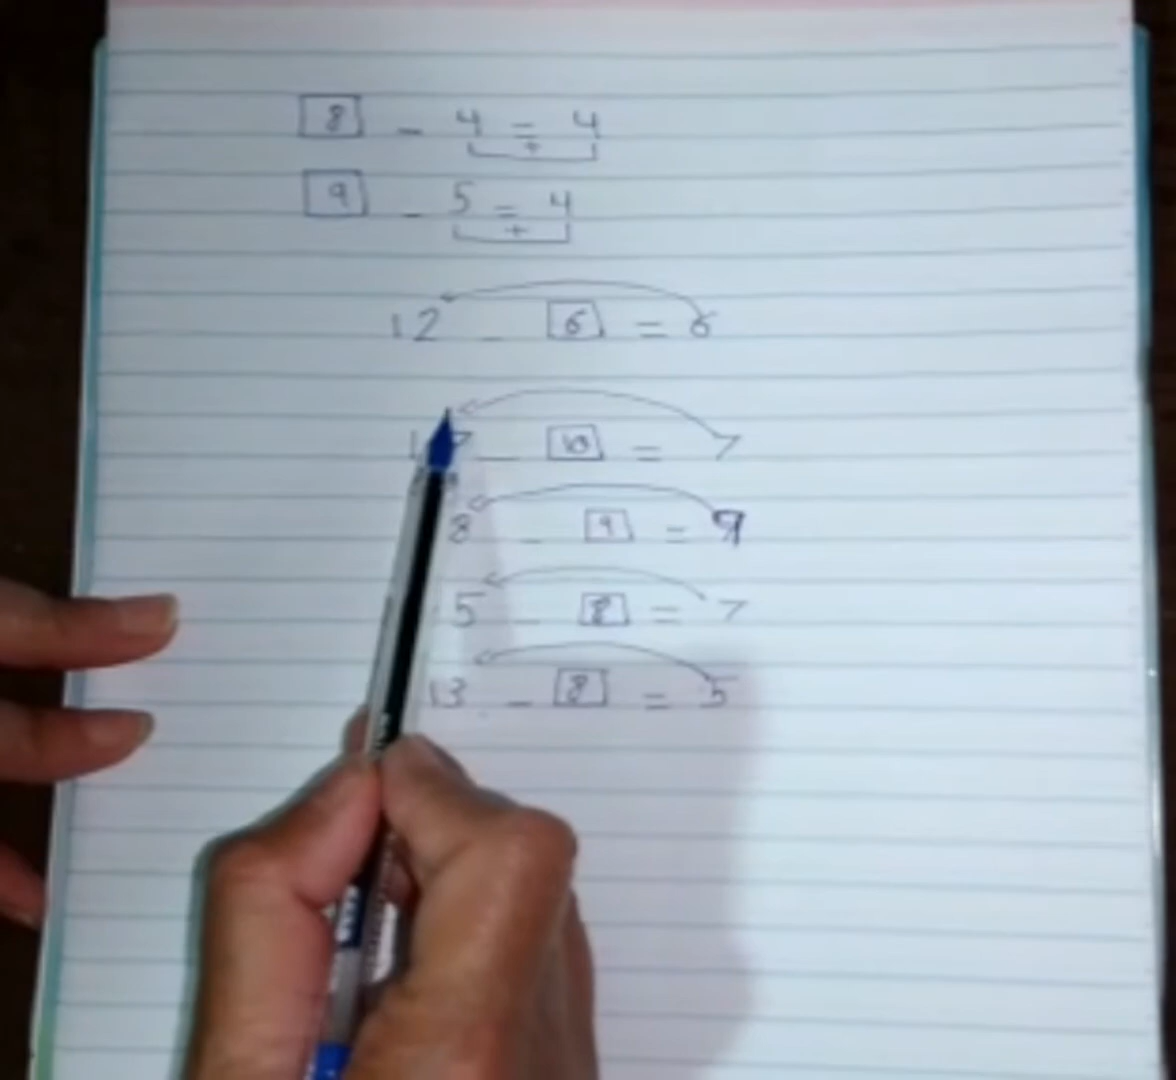 8 - 4 = 4
+
9 - 5 = 4
+
12 - 6 = 6
- 10 = 7
8 - 9 = 9
15 - 8 = 7
13 - 8 = 5